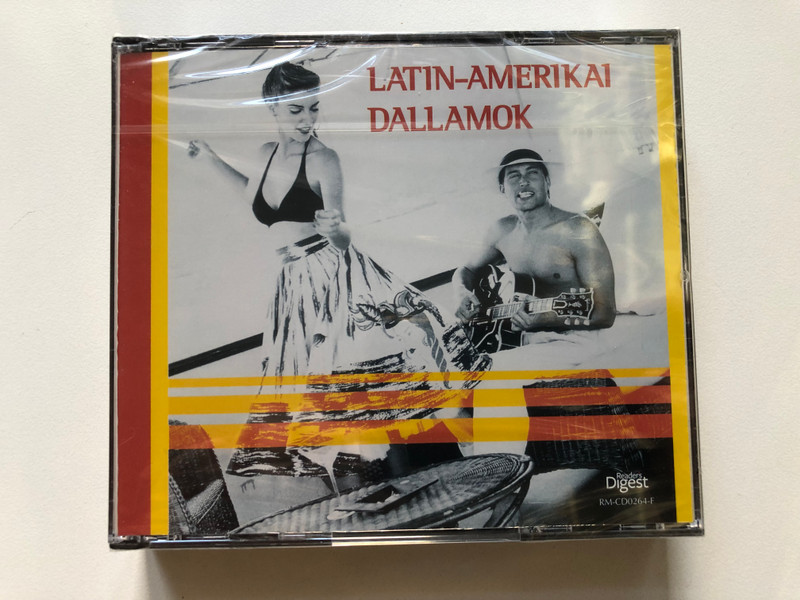 LATIN-AMERIKAI
DALLAMOK
Readers
Digest
RM-CD0264-F